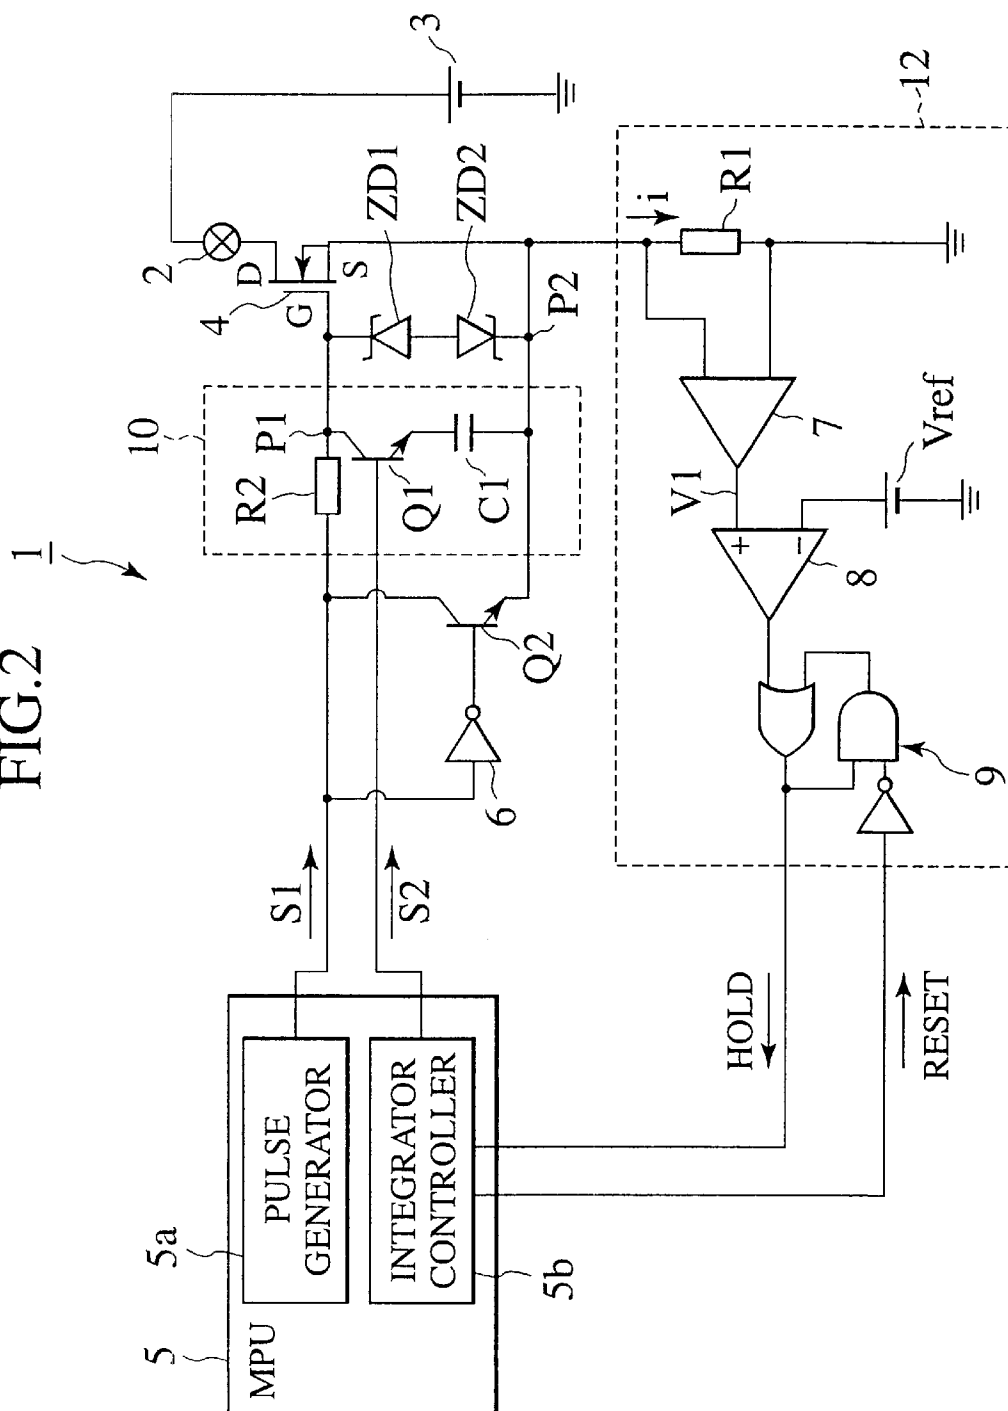 FIG.2
1
3
2
D
4
G
S
ZD1
ZD2
10
P1
R2
Q1
C1
P2
12
i
R1
7
V1
Vref
+
-
8
Q2
6
9
S1
S2
HOLD
RESET
5a
PULSE
GENERATOR
INTEGRATOR
CONTROLLER
5b
5
MPU